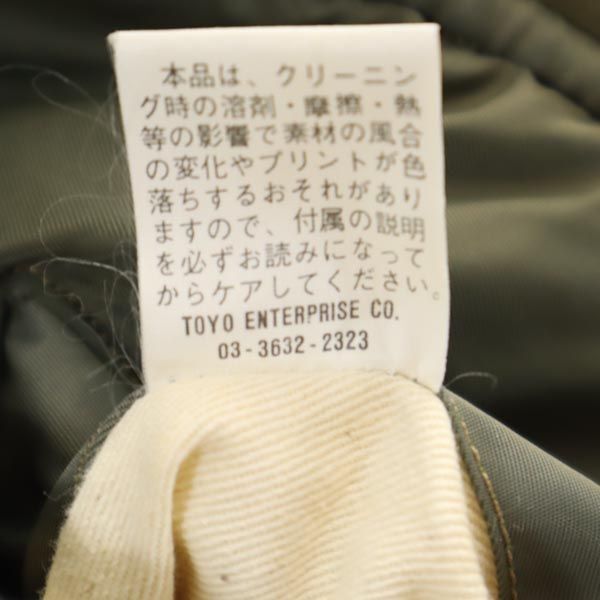 本品は、クリーニン
グ時の溶剤・摩擦・熱
等の影響で素材の風合
の変化やプリントが色
落ちするおそれがあり
ますので、付属の説明
を必ずお読みになって
からケアしてください。
TOYO ENTERPRISE CO.
03-3632-2323